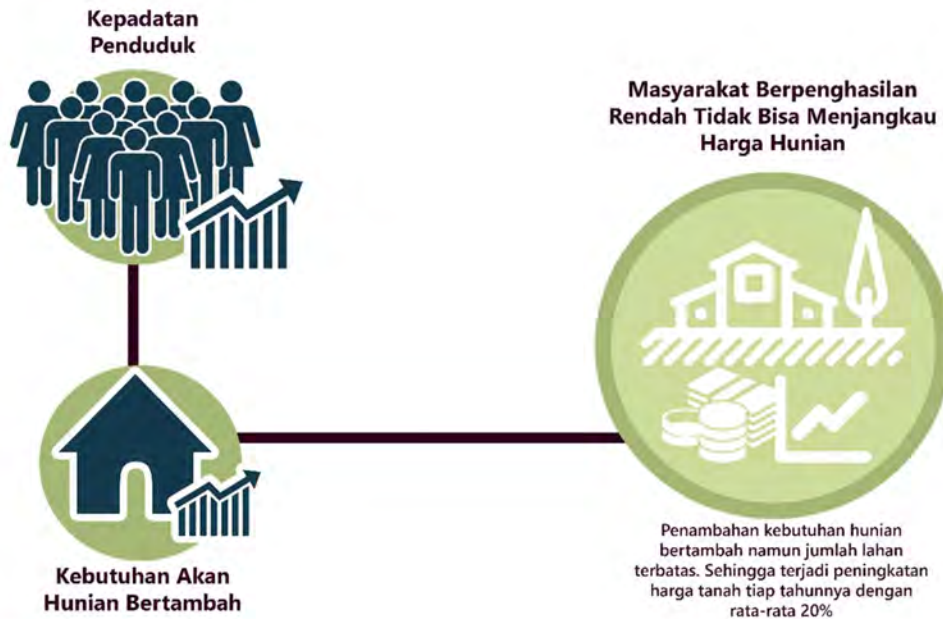 Kepadatan
Penduduk
Masyarakat Berpenghasilan
Rendah Tidak Bisa Menjangkau
Harga Hunian
Kebutuhan Akan
Hunian Bertambah
Penambahan kebutuhan hunian
bertambah namun jumlah lahan
terbatas. Sehingga terjadi peningkatan
harga tanah tiap tahunnya dengan
rata-rata 20%